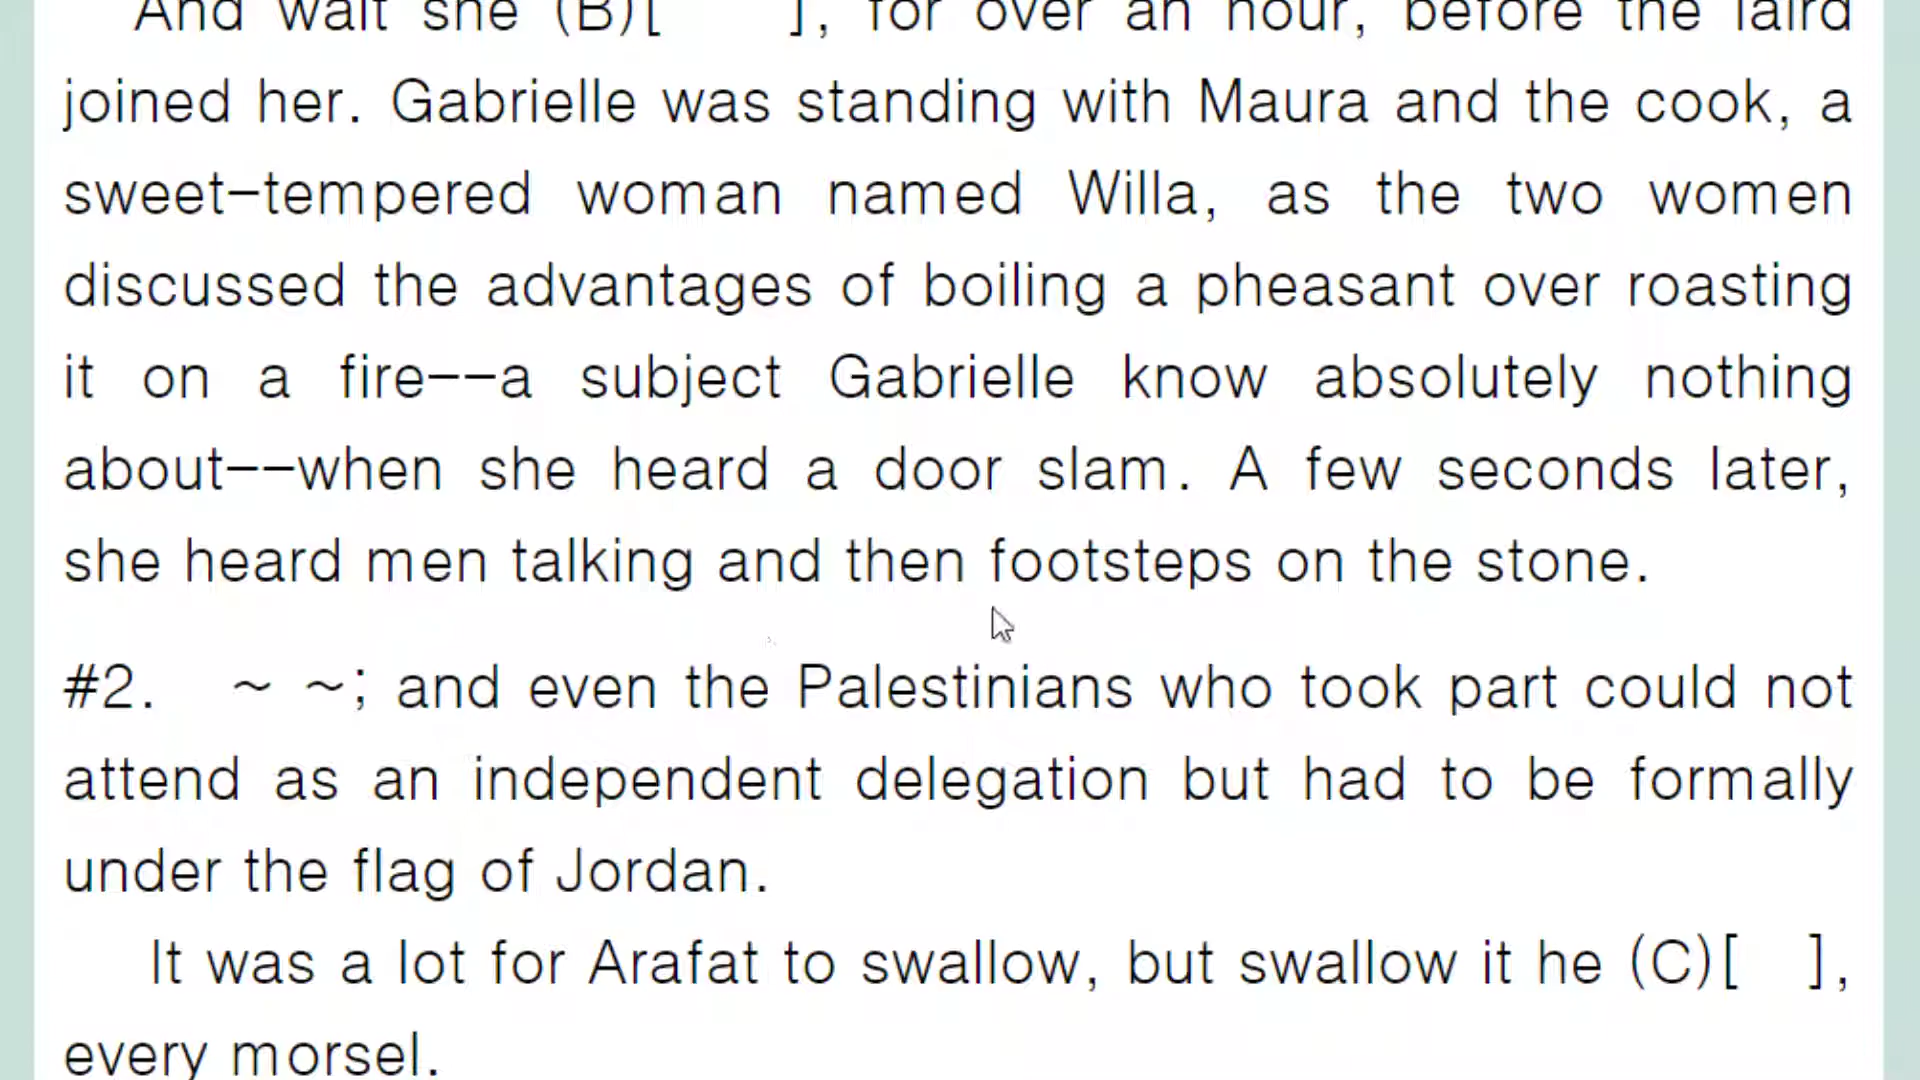 And wait she (B)[ ], for over an hour, before the laird
joined her. Gabrielle was standing with Maura and the cook, a
sweet-tempered woman named Willa, as the two women
discussed the advantages of boiling a pheasant over roasting
it on a fire--a subject Gabrielle know absolutely nothing
about--when she heard a door slam. A few seconds later,
she heard men talking and then footsteps on the stone.
#2. ~ ~; and even the Palestinians who took part could not
attend as an independent delegation but had to be formally
under the flag of Jordan.
It was a lot for Arafat to swallow, but swallow it he (C)[ ],
every morsel.